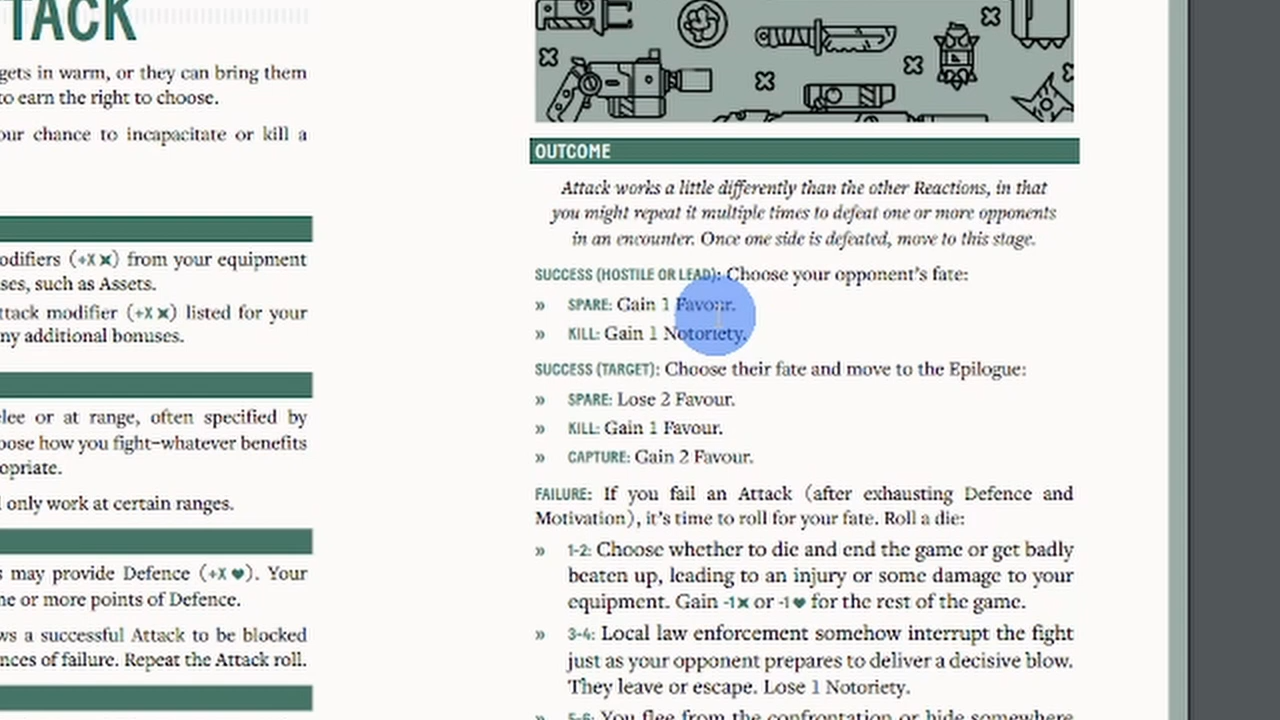 TACK
gets in warm, or they can bring them
to earn the right to choose.
our chance to incapacitate or kill a
odifiers (+X ✖) from your equipment
ses, such as Assets.
ttack modifier (+X ✖) listed for your
ny additional bonuses.
elee or at range, often specified by
oose how you fight–whatever benefits
opriate.
l only work at certain ranges.
s may provide Defence (+X ♥). Your
ne or more points of Defence.
ws a successful Attack to be blocked
nces of failure. Repeat the Attack roll.
OUTCOME
Attack works a little differently than the other Reactions, in that
you might repeat it multiple times to defeat one or more opponents
in an encounter. Once one side is defeated, move to this stage.
SUCCESS (HOSTILE OR LEAD): Choose your opponent's fate:
» SPARE: Gain 1 Favour.
» KILL: Gain 1 Notoriety.
SUCCESS (TARGET): Choose their fate and move to the Epilogue:
» SPARE: Lose 2 Favour.
» KILL: Gain 1 Favour.
» CAPTURE: Gain 2 Favour.
FAILURE: If you fail an Attack (after exhausting Defence and
Motivation), it's time to roll for your fate. Roll a die:
» 1-2: Choose whether to die and end the game or get badly
beaten up, leading to an injury or some damage to your
equipment. Gain -1✖ or -1♥ for the rest of the game.
» 3-4: Local law enforcement somehow interrupt the fight
just as your opponent prepares to deliver a decisive blow.
They leave or escape. Lose 1 Notoriety.
» 5-6: You flee from the confrontation or hide somewhere